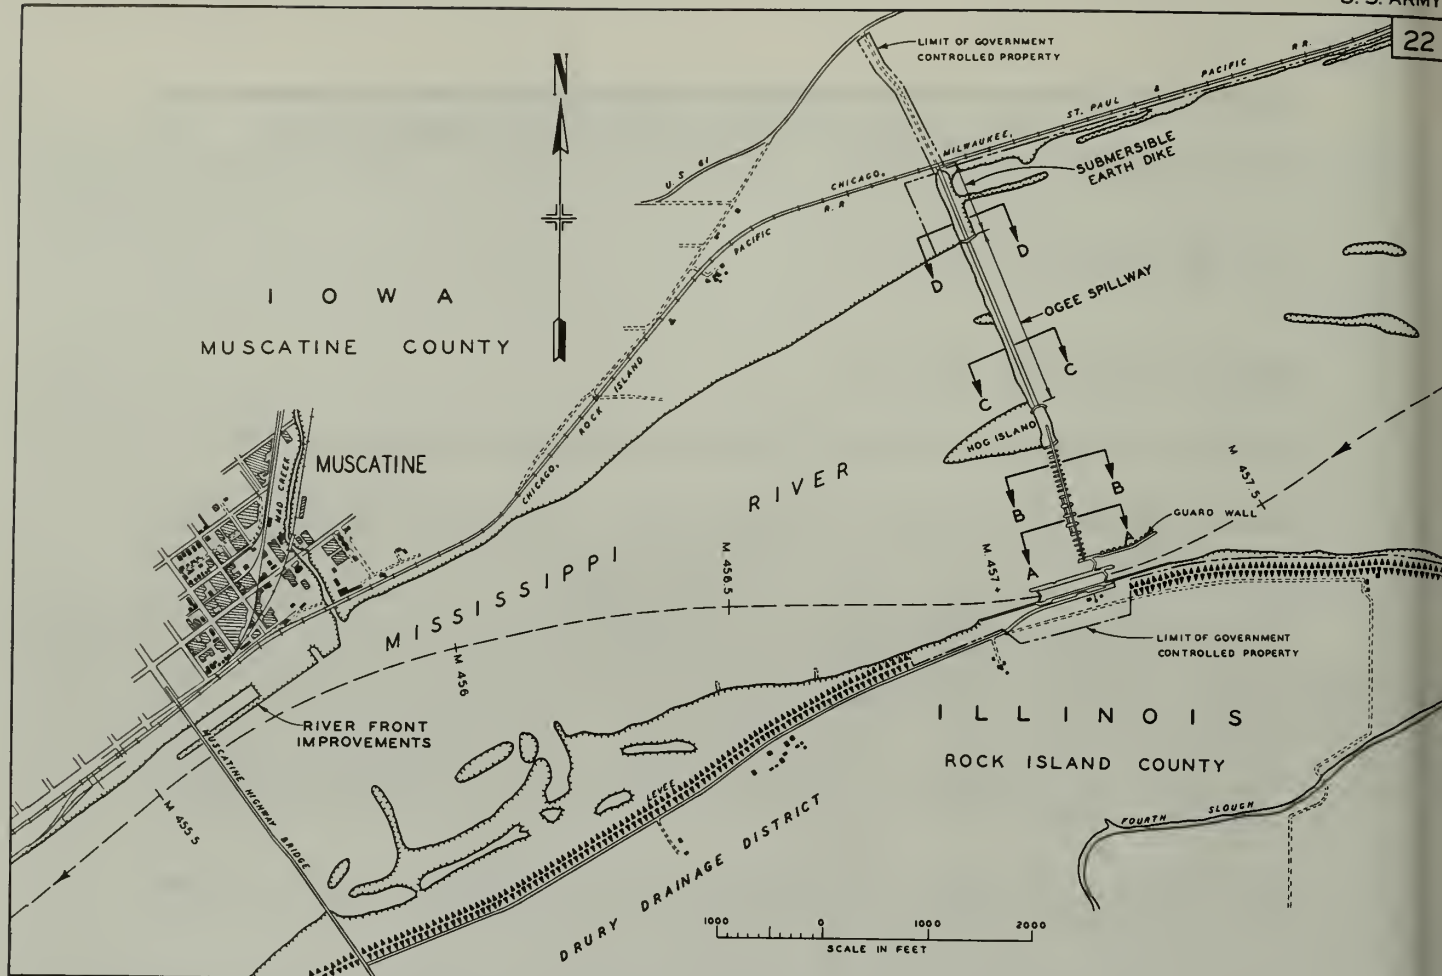 U. S. ARMY
22
LIMIT OF GOVERNMENT
CONTROLLED PROPERTY
N
PACIFIC
R R.
ST. PAUL
&
MILWAUKEE,
CHICAGO,
R. R
SUBMERSIBLE
EARTH DIKE
U. S 61
PACIFIC
D
D
I O W A
MUSCATINE COUNTY
OGEE SPILLWAY
C
C
ROCK ISLAND
CHICAGO,
HOG ISLAND
MUSCATINE
MAD CREEK
MISSISSIPPI RIVER
B
B
M 457.5
GUARD WALL
A
A
M 457
M 456.5
M 456
LIMIT OF GOVERNMENT
CONTROLLED PROPERTY
RIVER FRONT
IMPROVEMENTS
ILLINOIS
ROCK ISLAND COUNTY
MUSCATINE HIGHWAY BRIDGE
M 455 5
LEVEE
FOURTH SLOUGH
DRURY DRAINAGE DISTRICT
1000 0 1000 2000
SCALE IN FEET